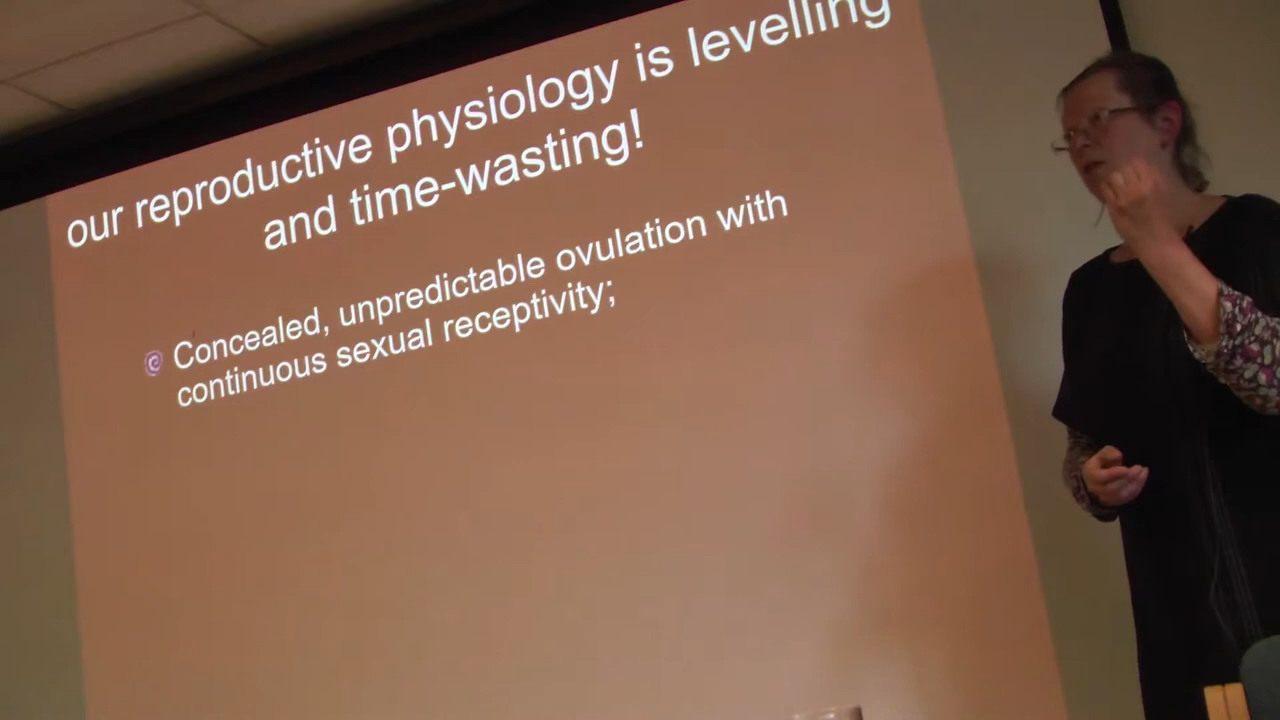 our reproductive physiology is levelling
and time-wasting!
Concealed, unpredictable ovulation with
continuous sexual receptivity;